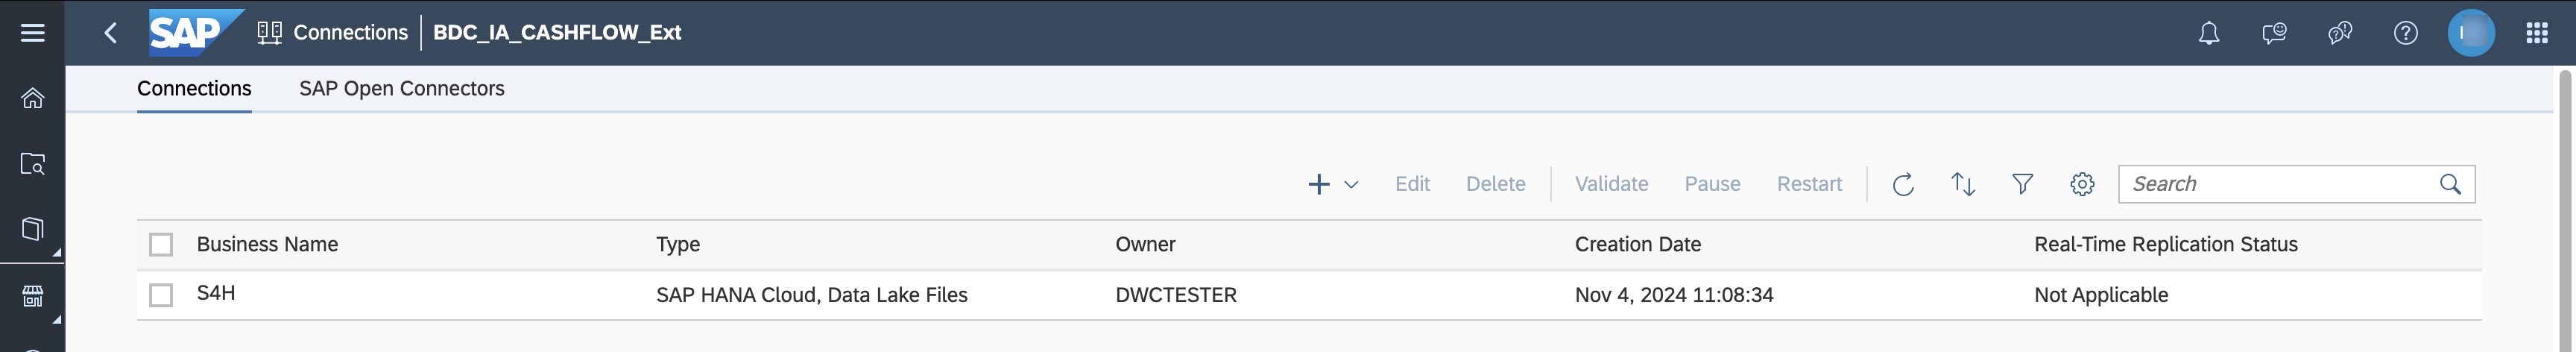 SAP Connections BDC_IA_CASHFLOW_Ext
Connections SAP Open Connectors
Edit Delete Validate Pause Restart Search
Business Name Type Owner Creation Date Real-Time Replication Status
S4H SAP HANA Cloud, Data Lake Files DWCTESTER Nov 4, 2024 11:08:34 Not Applicable